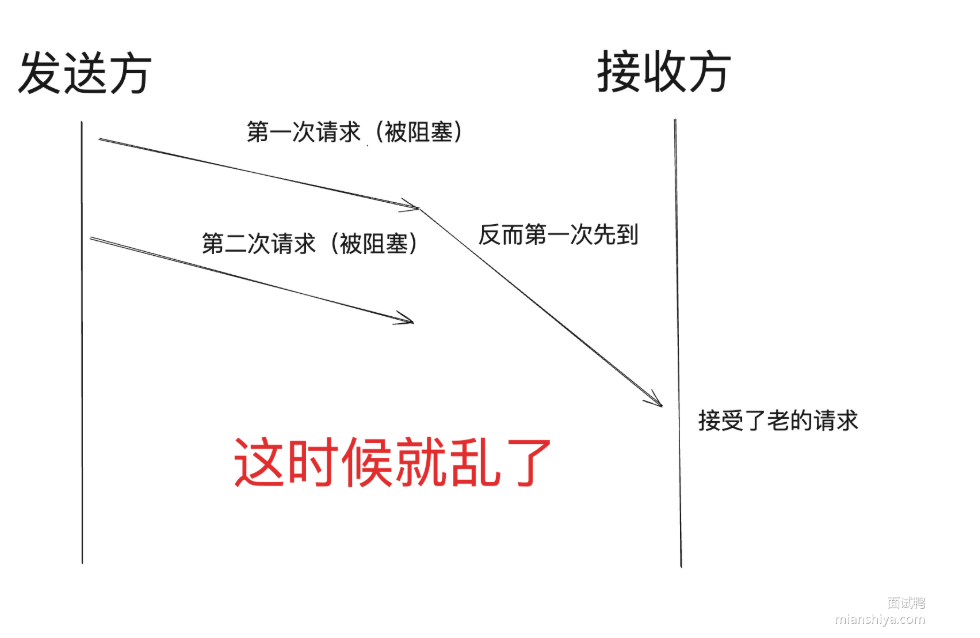 发送方
接收方
第一次请求（被阻塞）
第二次请求（被阻塞）
反而第一次先到
接受了老的请求
这时候就乱了
面试鸭
mianshiya.com